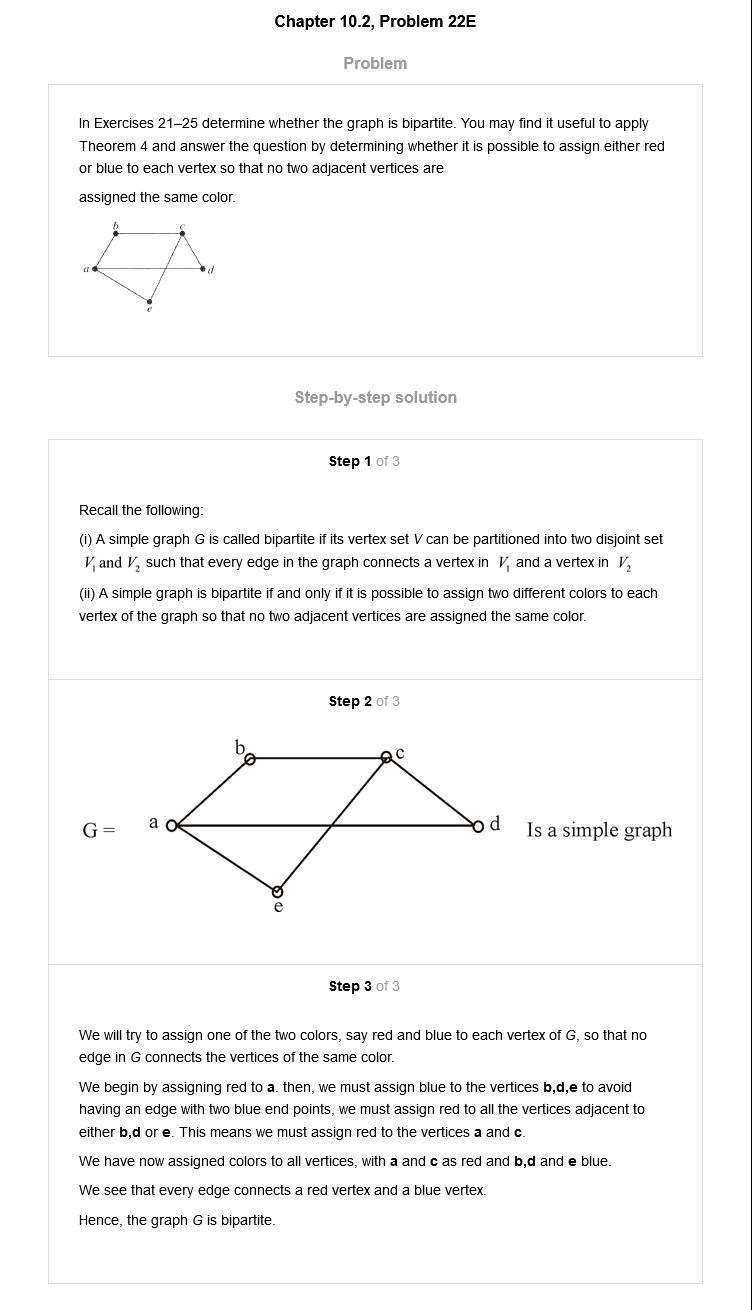 Chapter 10.2, Problem 22E
Problem
In Exercises 21–25 determine whether the graph is bipartite. You may find it useful to apply
Theorem 4 and answer the question by determining whether it is possible to assign either red
or blue to each vertex so that no two adjacent vertices are
assigned the same color.
b
c
a
d
e
Step-by-step solution
Step 1 of 3
Recall the following:
(i) A simple graph G is called bipartite if its vertex set V can be partitioned into two disjoint set
V₁ and V₂ such that every edge in the graph connects a vertex in V₁ and a vertex in V₂
(ii) A simple graph is bipartite if and only if it is possible to assign two different colors to each
vertex of the graph so that no two adjacent vertices are assigned the same color.
Step 2 of 3
b
c
G =
a
d
Is a simple graph
e
Step 3 of 3
We will try to assign one of the two colors, say red and blue to each vertex of G, so that no
edge in G connects the vertices of the same color.
We begin by assigning red to a. then, we must assign blue to the vertices b,d,e to avoid
having an edge with two blue end points, we must assign red to all the vertices adjacent to
either b,d or e. This means we must assign red to the vertices a and c.
We have now assigned colors to all vertices, with a and c as red and b,d and e blue.
We see that every edge connects a red vertex and a blue vertex.
Hence, the graph G is bipartite.